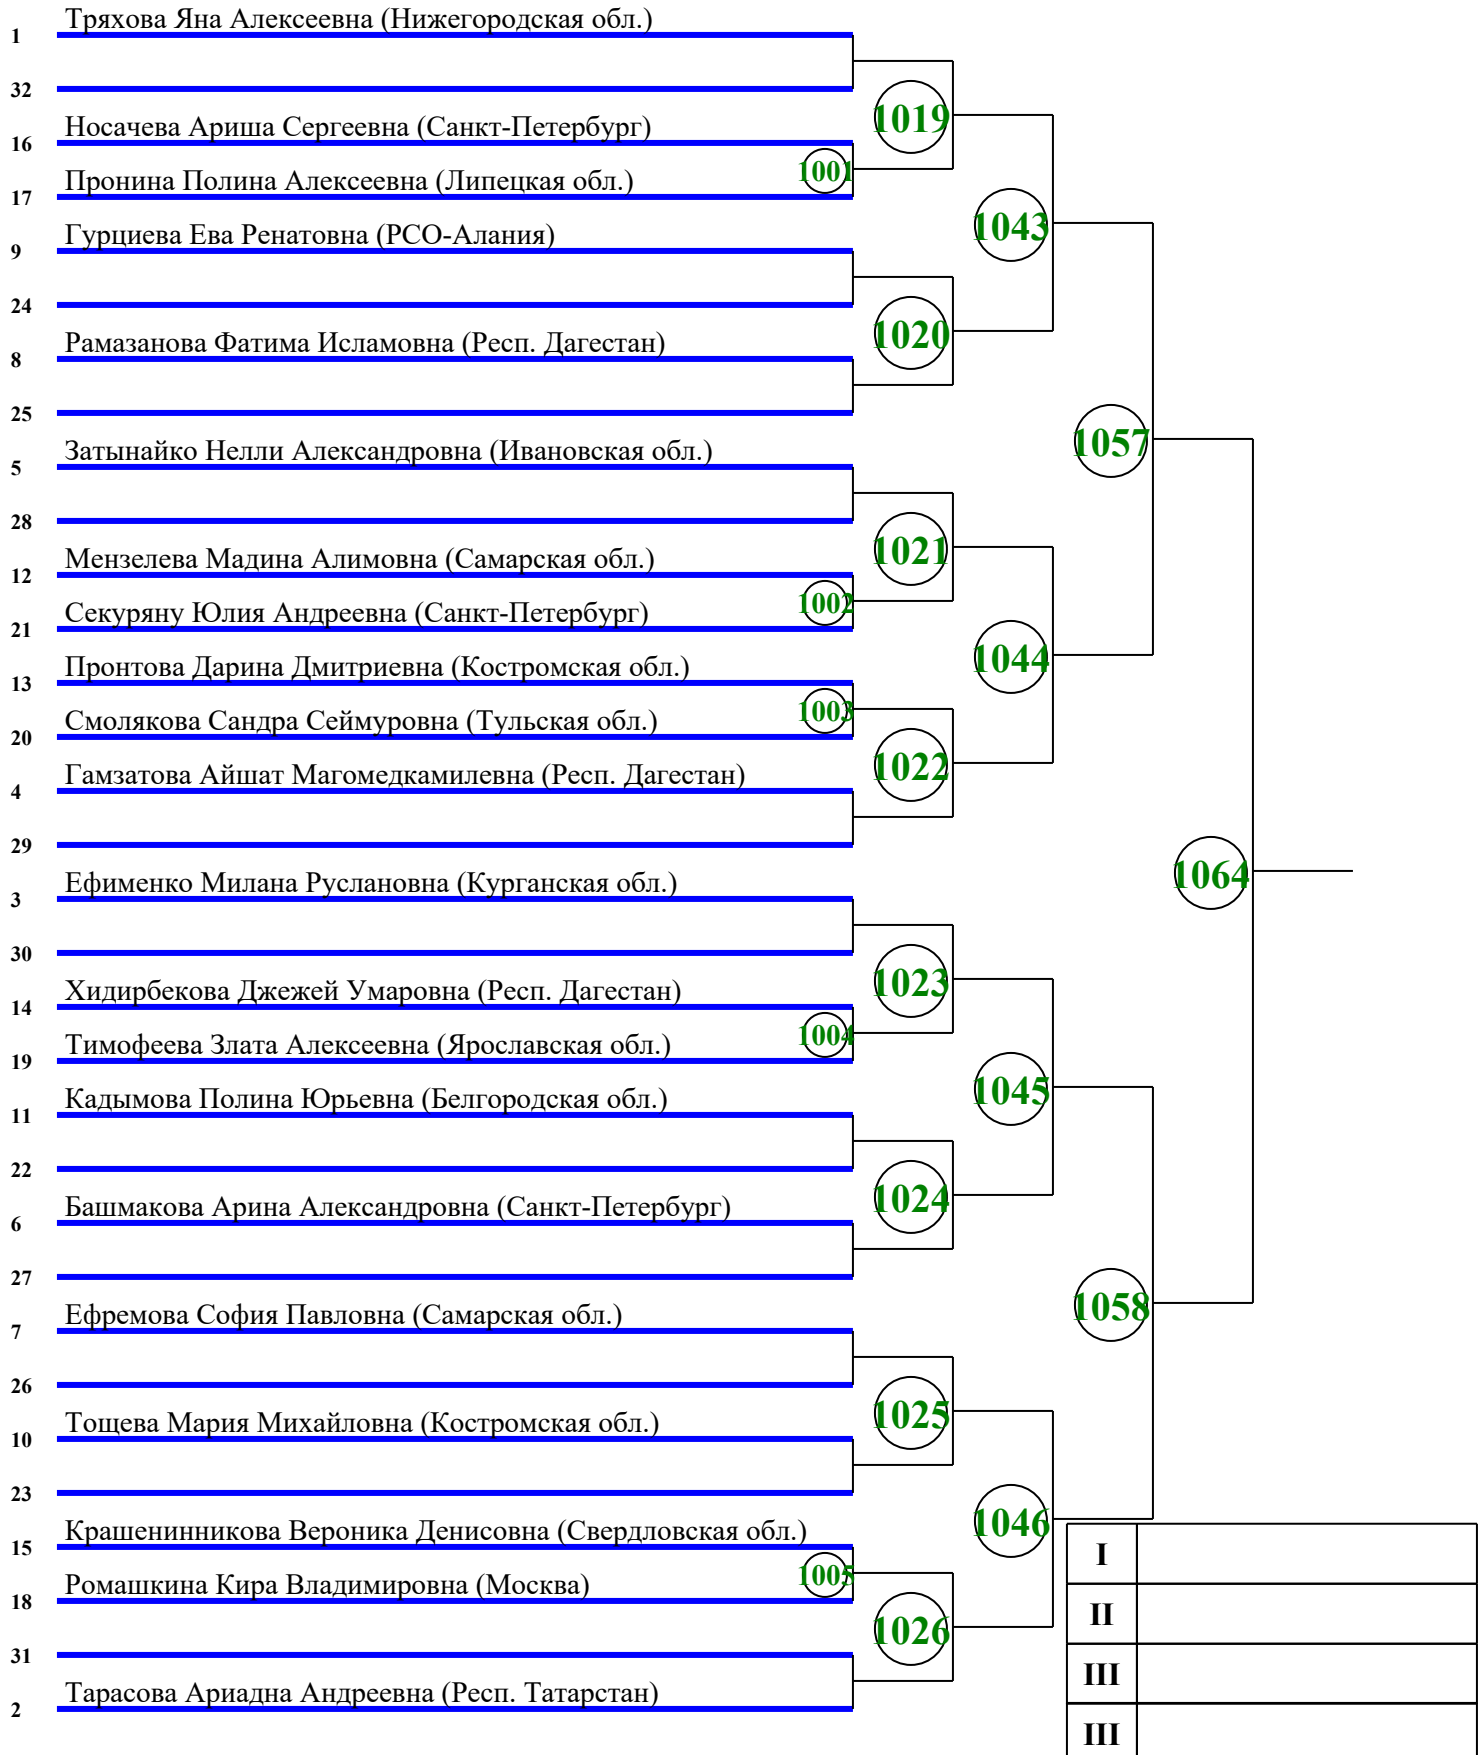 1 Тряхова Яна Алексеевна (Нижегородская обл.)
32
1019
16 Носачева Ариша Сергеевна (Санкт-Петербург)
1001
17 Пронина Полина Алексеевна (Липецкая обл.)
1043
9 Гурциева Ева Ренатовна (РСО-Алания)
24
1020
8 Рамазанова Фатима Исламовна (Респ. Дагестан)
25
1057
5 Затынайко Нелли Александровна (Ивановская обл.)
28
1021
12 Мензелева Мадина Алимовна (Самарская обл.)
1002
21 Секуряну Юлия Андреевна (Санкт-Петербург)
1044
13 Пронтова Дарина Дмитриевна (Костромская обл.)
1003
20 Смолякова Сандра Сеймуровна (Тульская обл.)
1022
4 Гамзатова Айшат Магомедкамилевна (Респ. Дагестан)
29
1064
3 Ефименко Милана Руслановна (Курганская обл.)
30
1023
14 Хидирбекова Джежей Умаровна (Респ. Дагестан)
1004
19 Тимофеева Злата Алексеевна (Ярославская обл.)
1045
11 Кадымова Полина Юрьевна (Белгородская обл.)
22
1024
6 Башмакова Арина Александровна (Санкт-Петербург)
27
1058
7 Ефремова София Павловна (Самарская обл.)
26
1025
10 Тощева Мария Михайловна (Костромская обл.)
23
1046
15 Крашенинникова Вероника Денисовна (Свердловская обл.)
1005
18 Ромашкина Кира Владимировна (Москва)
1026
31
2 Тарасова Ариадна Андреевна (Респ. Татарстан)
I
II
III
III